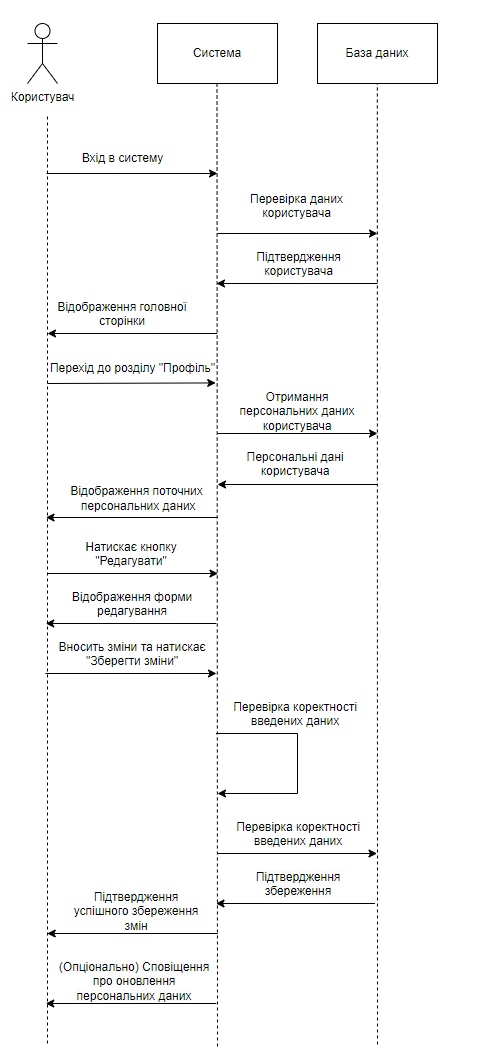 Користувач
Система
База даних
Вхід в систему
Перевірка даних
користувача
Підтвердження
користувача
Відображення головної
сторінки
Перехід до розділу "Профіль"
Отримання
персональних даних
користувача
Персональні дані
користувача
Відображення поточних
персональних даних
Натискає кнопку
"Редагувати"
Відображення форми
редагування
Вносить зміни та натискає
"Зберегти зміни"
Перевірка коректності
введених даних
Перевірка коректності
введених даних
Підтвердження
збереження
Підтвердження
успішного збереження
змін
(Опціонально) Сповіщення
про оновлення
персональних даних